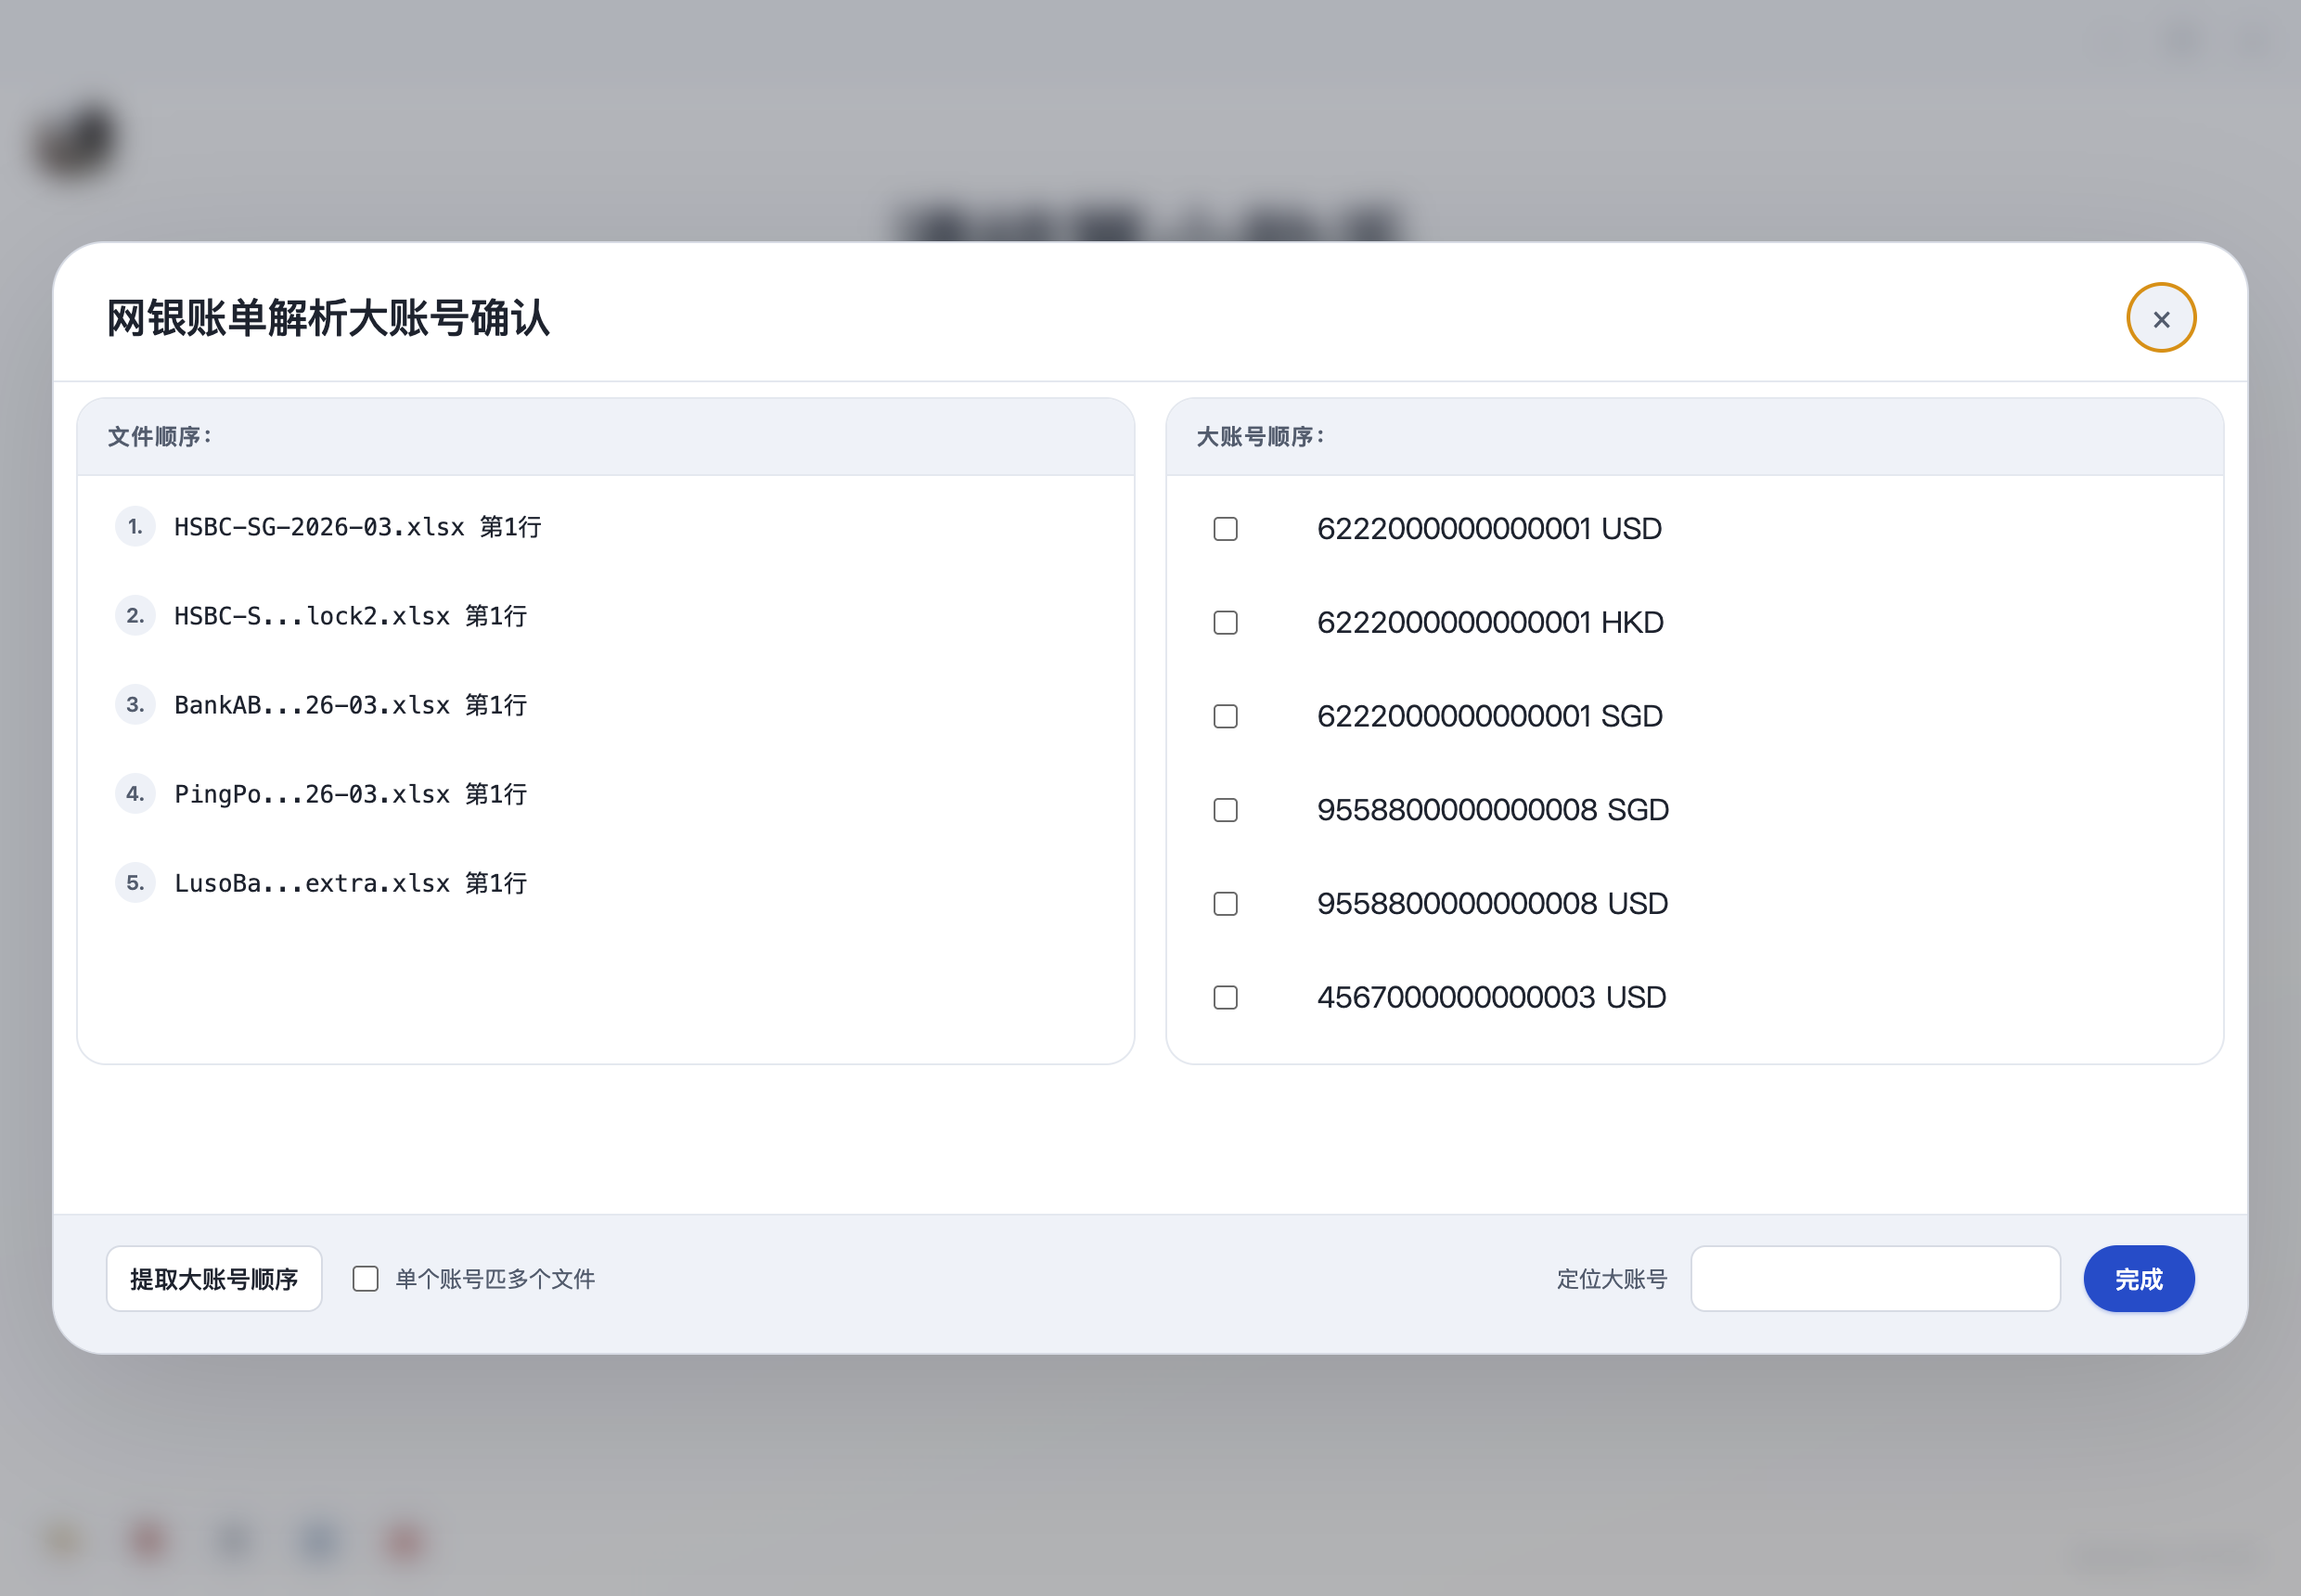 网银账单解析大账号确认
×
文件顺序：
1. HSBC-SG-2026-03.xlsx 第1行
2. HSBC-S...lock2.xlsx 第1行
3. BankAB...26-03.xlsx 第1行
4. PingPo...26-03.xlsx 第1行
5. LusoBa...extra.xlsx 第1行
大账号顺序：
6222000000000001 USD
6222000000000001 HKD
6222000000000001 SGD
9558800000000008 SGD
9558800000000008 USD
4567000000000003 USD
提取大账号顺序
单个账号匹多个文件
定位大账号
完成